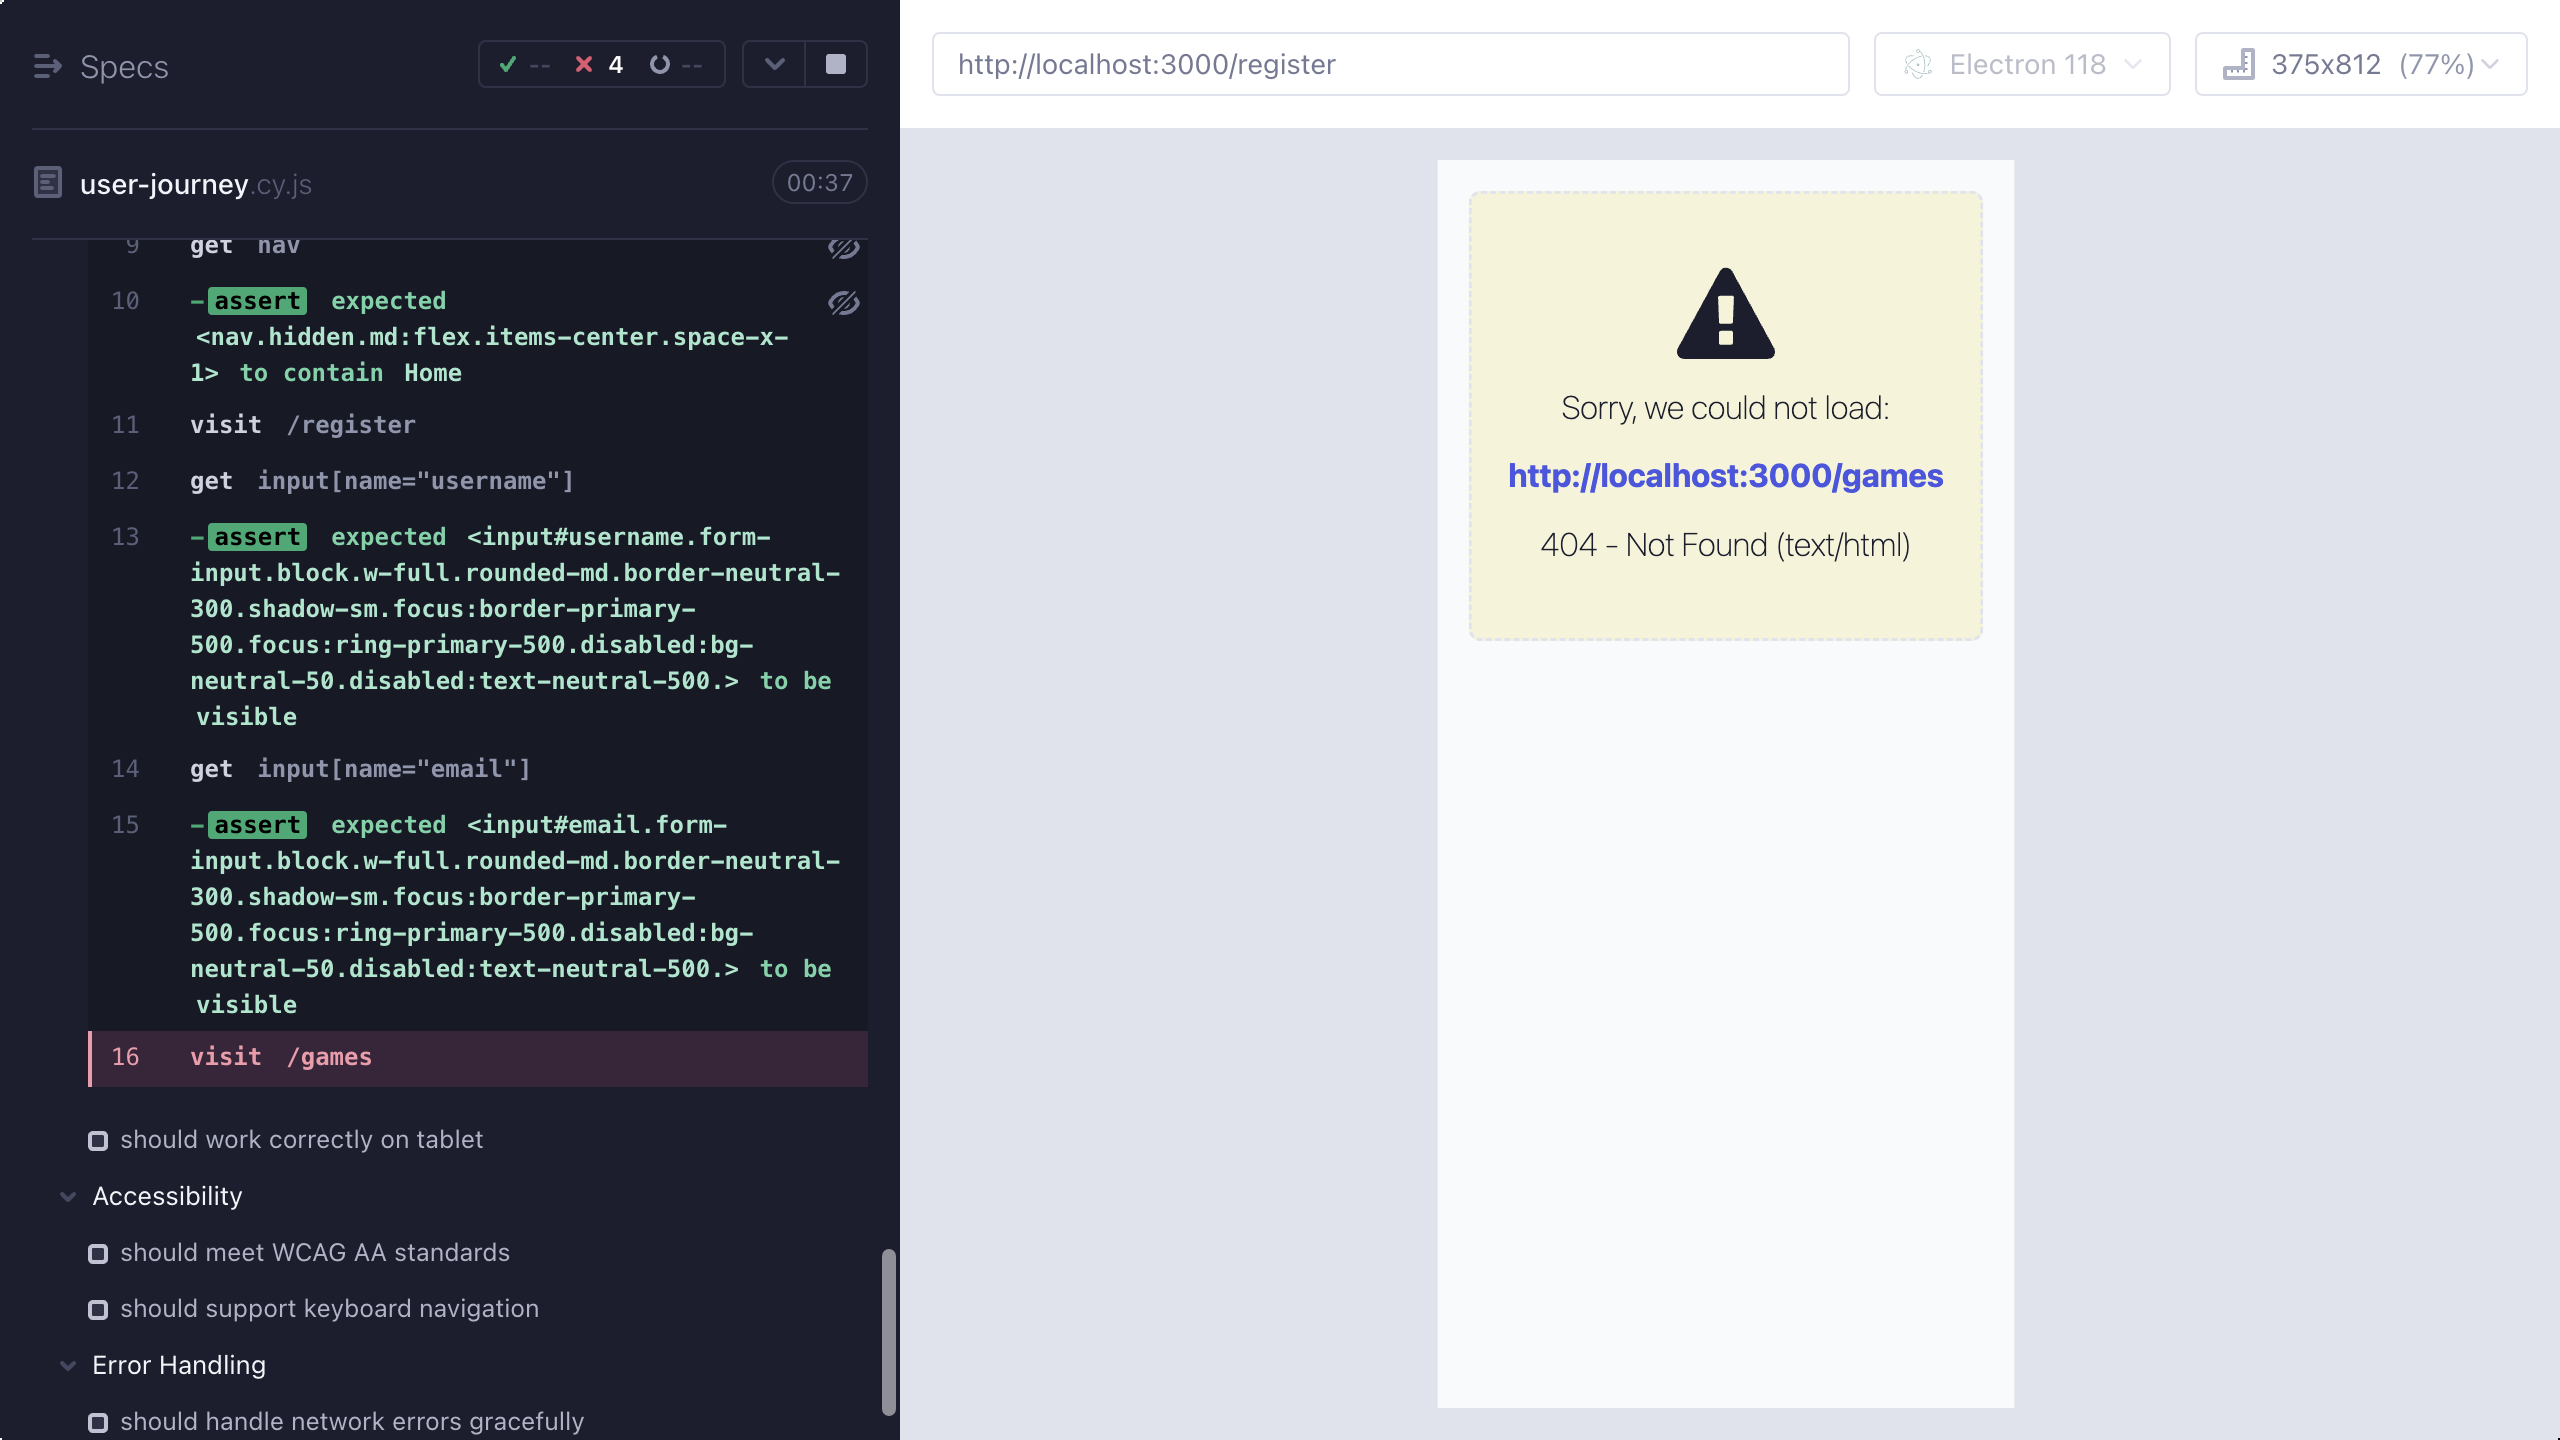 Specs
-- 4 --
user-journey.cy.js 00:37
9 get nav
10 -assert expected
<nav.hidden.md:flex.items-center.space-x-
1> to contain Home
11 visit /register
12 get input[name="username"]
13 -assert expected <input#username.form-
input.block.w-full.rounded-md.border-neutral-
300.shadow-sm.focus:border-primary-
500.focus:ring-primary-500.disabled:bg-
neutral-50.disabled:text-neutral-500.> to be
visible
14 get input[name="email"]
15 -assert expected <input#email.form-
input.block.w-full.rounded-md.border-neutral-
300.shadow-sm.focus:border-primary-
500.focus:ring-primary-500.disabled:bg-
neutral-50.disabled:text-neutral-500.> to be
visible
16 visit /games
should work correctly on tablet
Accessibility
should meet WCAG AA standards
should support keyboard navigation
Error Handling
should handle network errors gracefully
http://localhost:3000/register
Electron 118
375x812 (77%)
Sorry, we could not load:
http://localhost:3000/games
404 - Not Found (text/html)